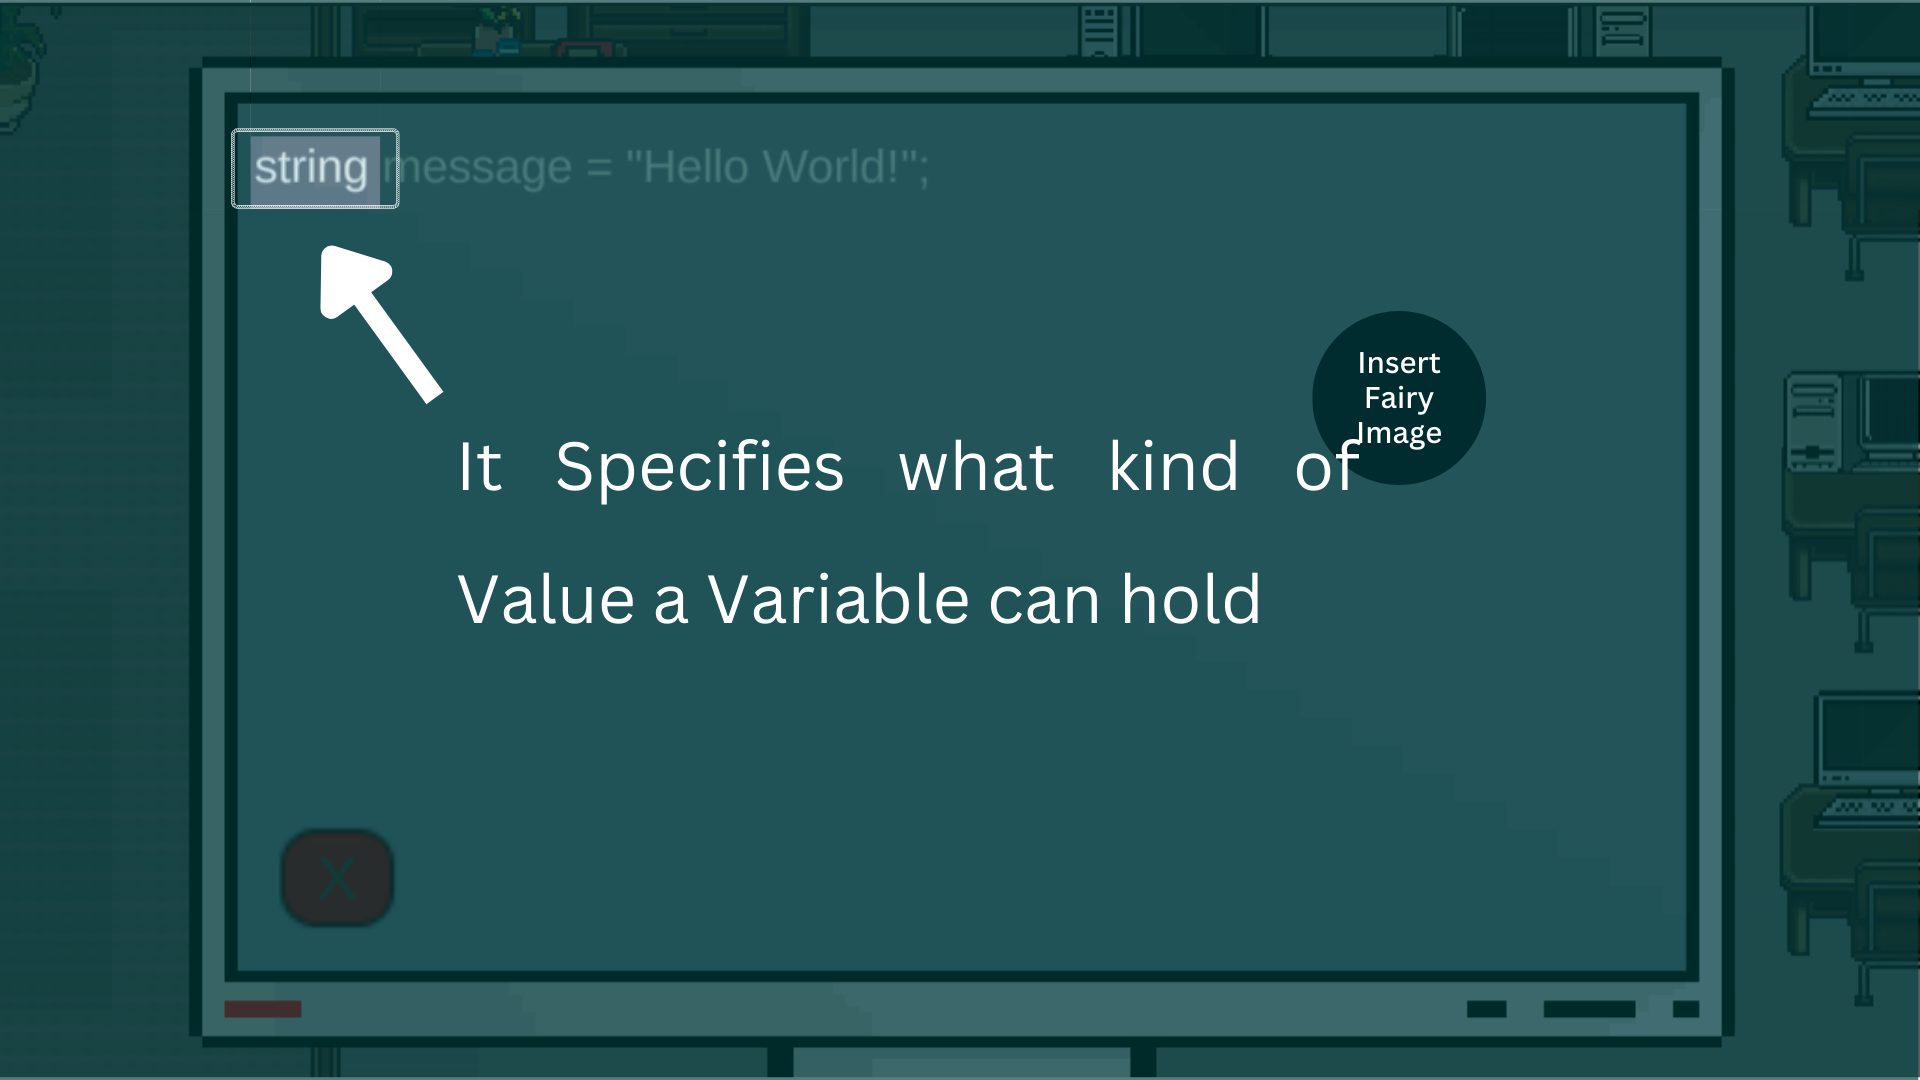 string message = "Hello World!";
Insert
Fairy
Image
It Specifies what kind of
Value a Variable can hold
X